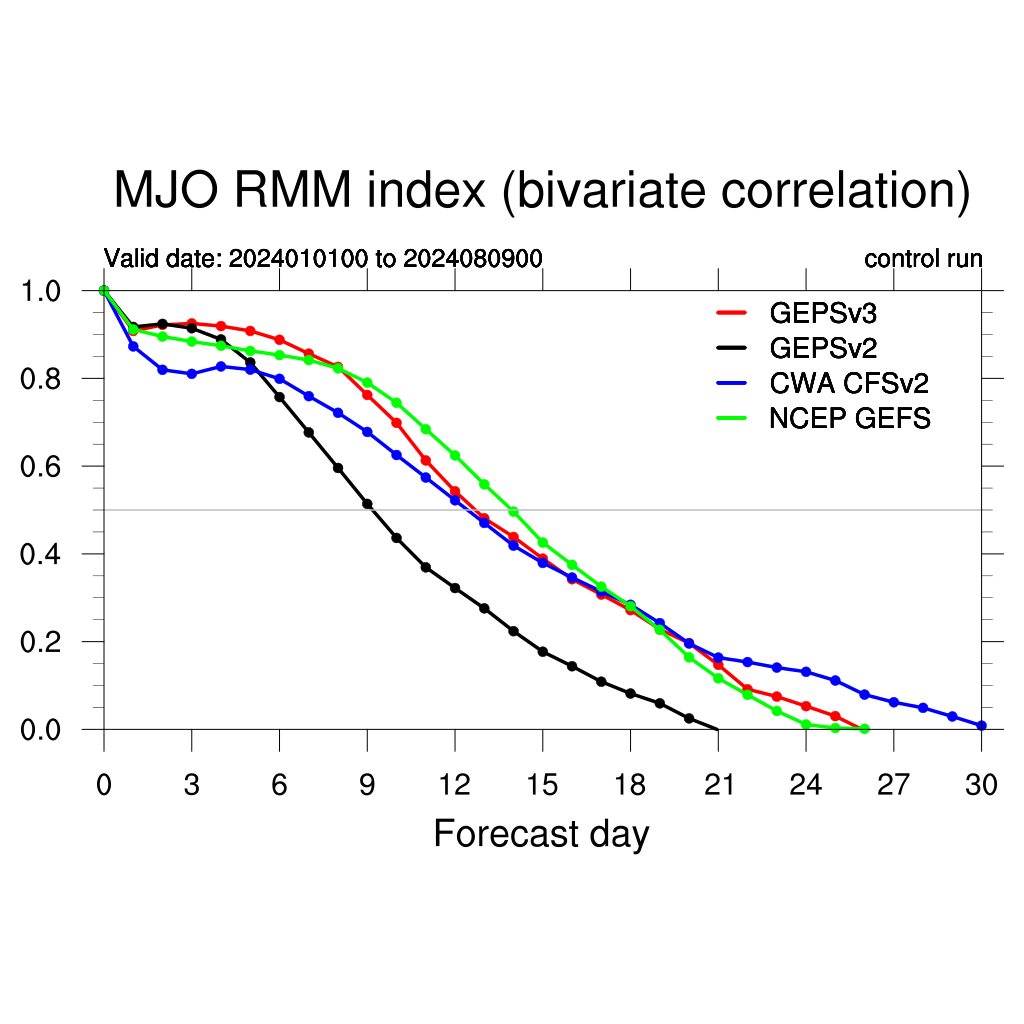 MJO RMM index (bivariate correlation)
Valid date: 2024010100 to 2024080900 control run
1.0
0.8
0.6
0.4
0.2
0.0
GEPSv3
GEPSv2
CWA CFSv2
NCEP GEFS
0 3 6 9 12 15 18 21 24 27 30
Forecast day